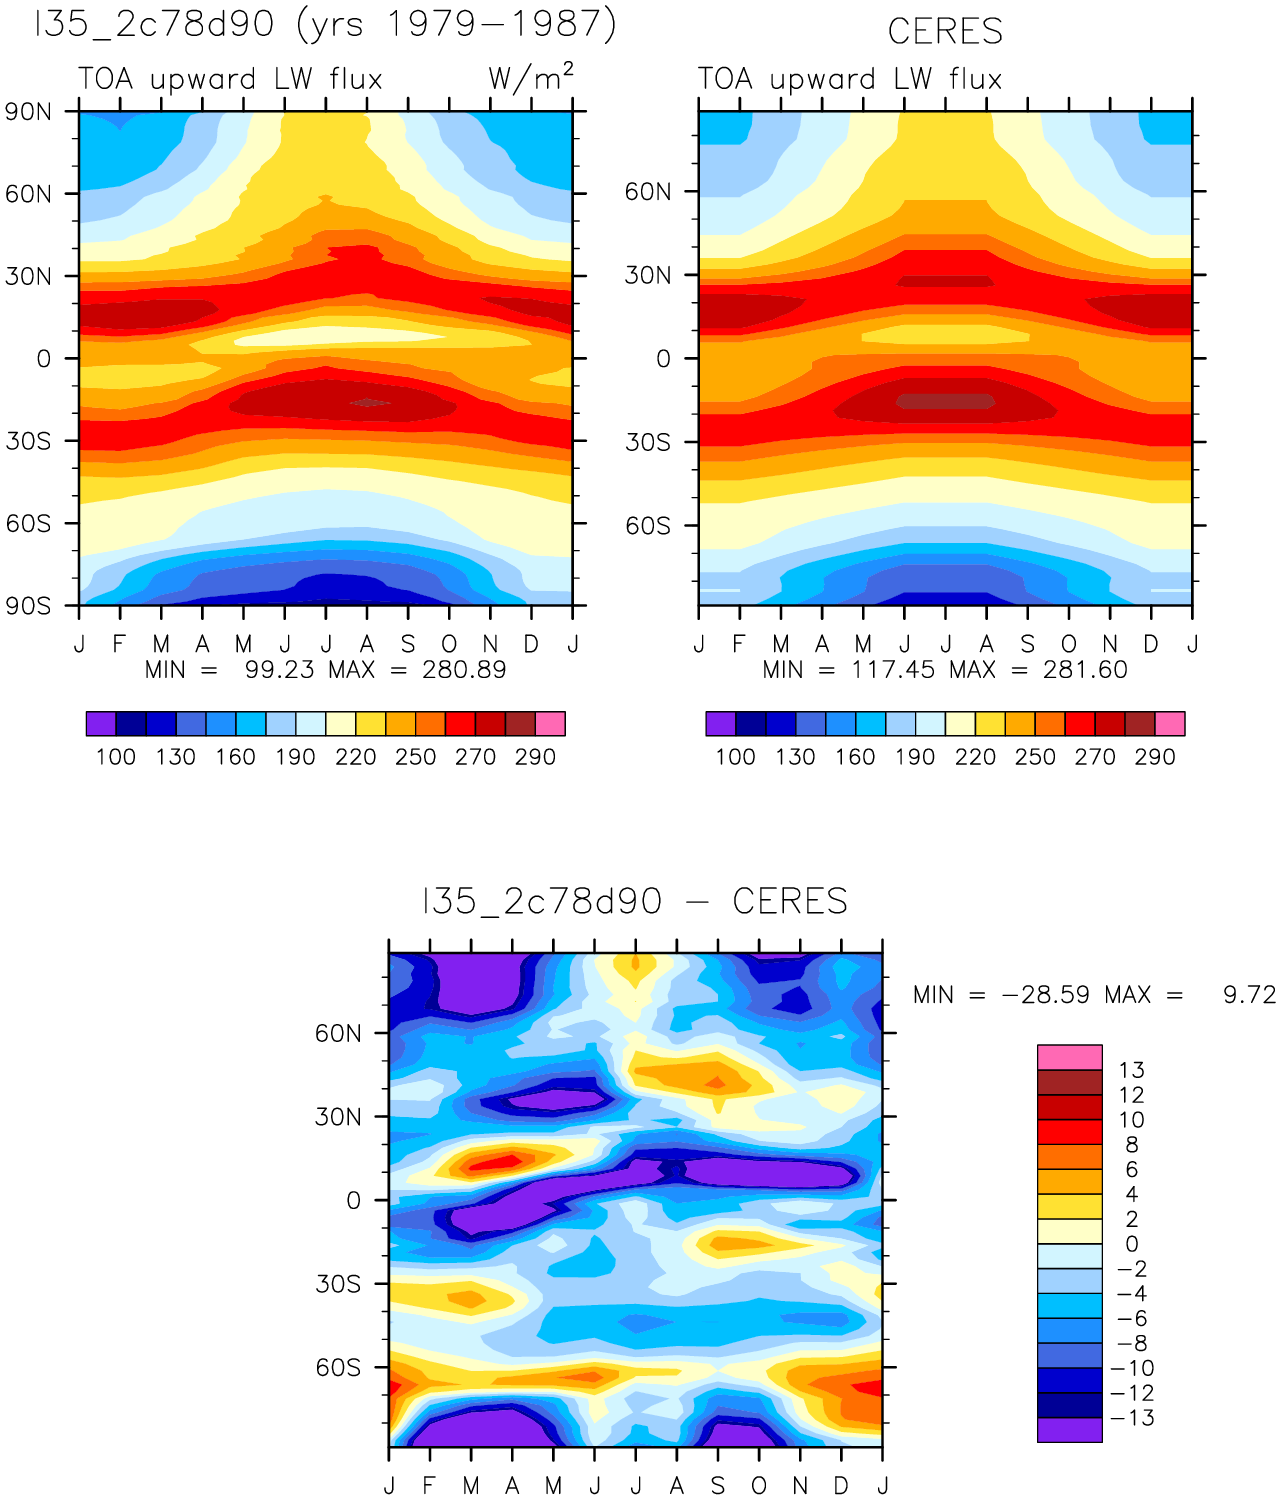 I35_2c78d90 (yrs 1979-1987)
CERES
TOA upward LW flux W/m²
TOA upward LW flux
90N
60N
30N
0
30S
60S
90S
60N
30N
0
30S
60S
J F M A M J J A S O N D J
J F M A M J J A S O N D J
MIN = 99.23 MAX = 280.89
MIN = 117.45 MAX = 281.60
100 130 160 190 220 250 270 290
100 130 160 190 220 250 270 290
I35_2c78d90 - CERES
MIN = -28.59 MAX = 9.72
60N
30N
0
30S
60S
J F M A M J J A S O N D J
13
12
10
8
6
4
2
0
-2
-4
-6
-8
-10
-12
-13